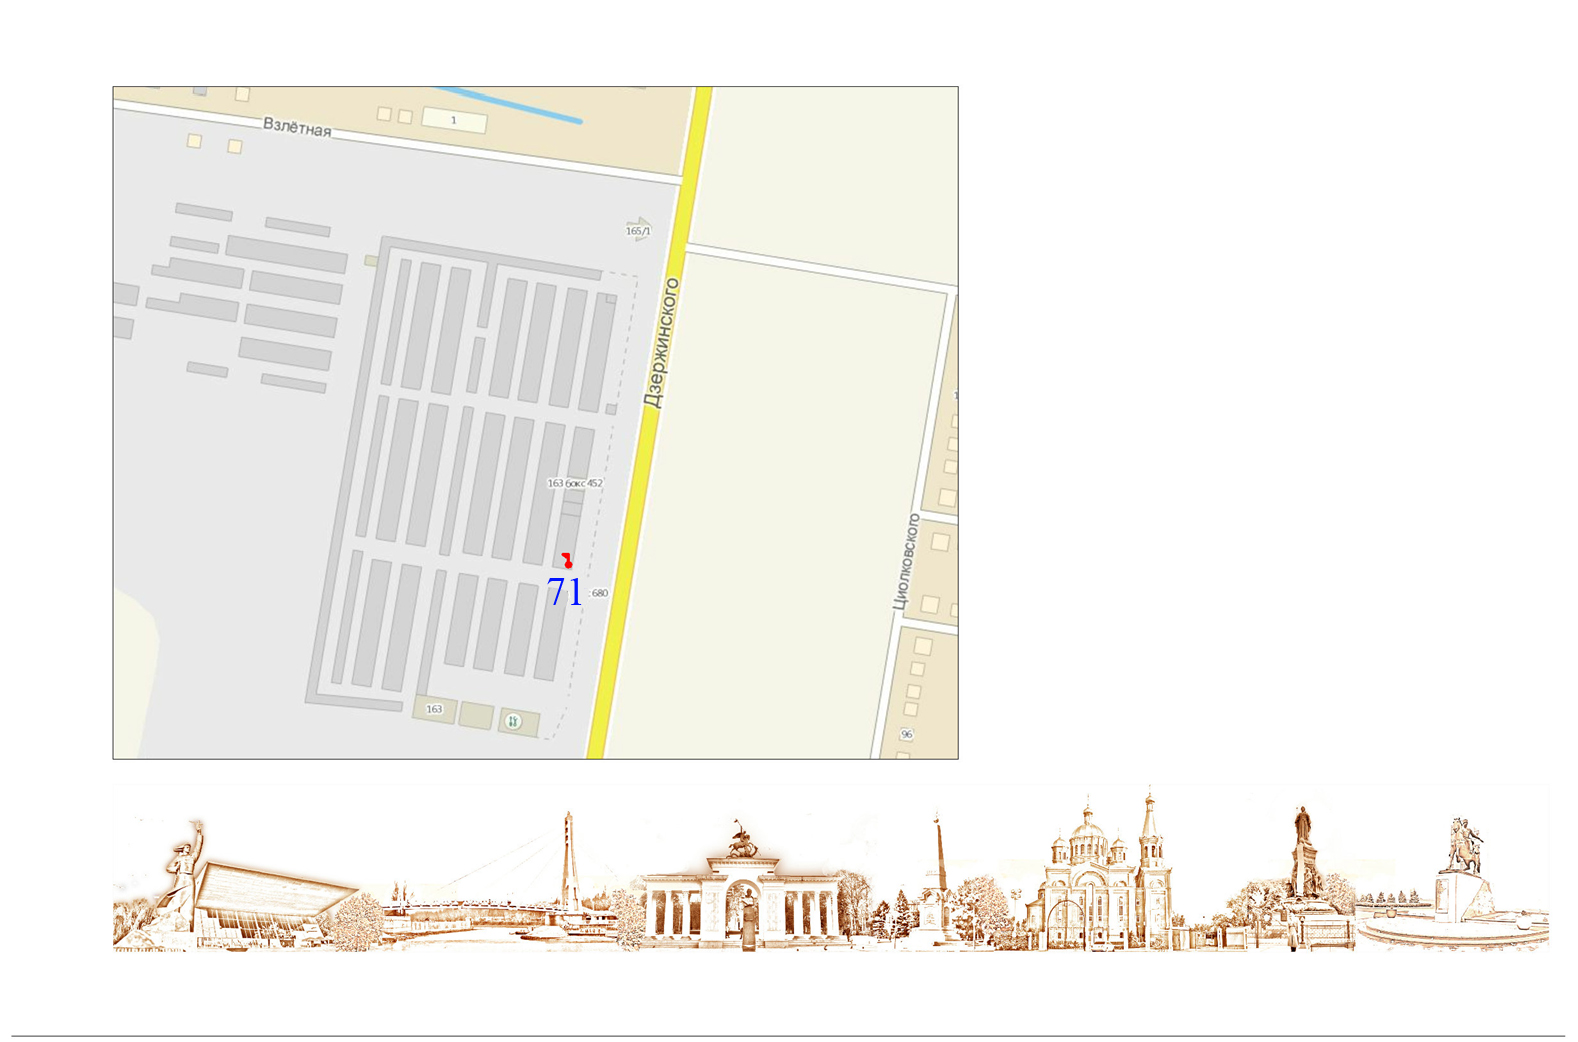 1
Взлётная
165/1
Дзержинского
163 бокс 452
71
: 680
Циолковского
163
96